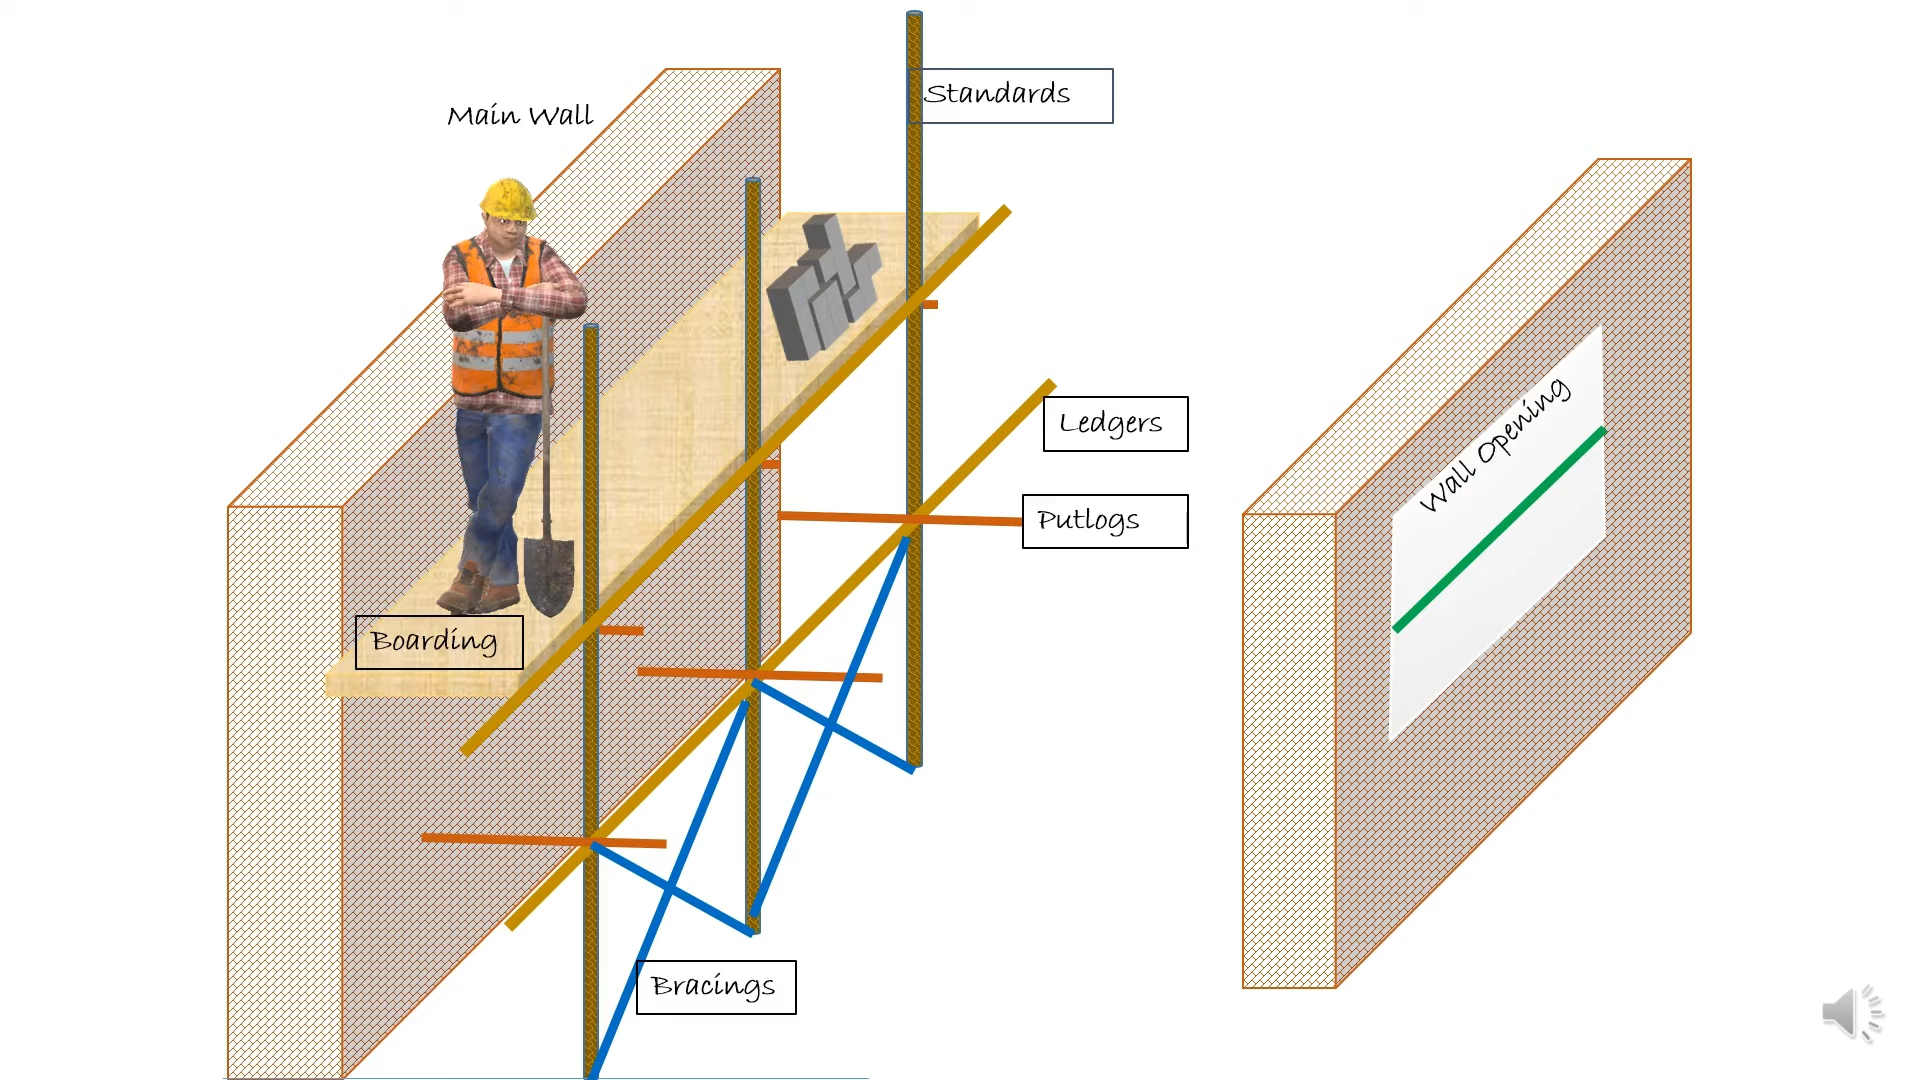 Main Wall
Standards
Ledgers
Putlogs
Boarding
Bracings
Wall Opening